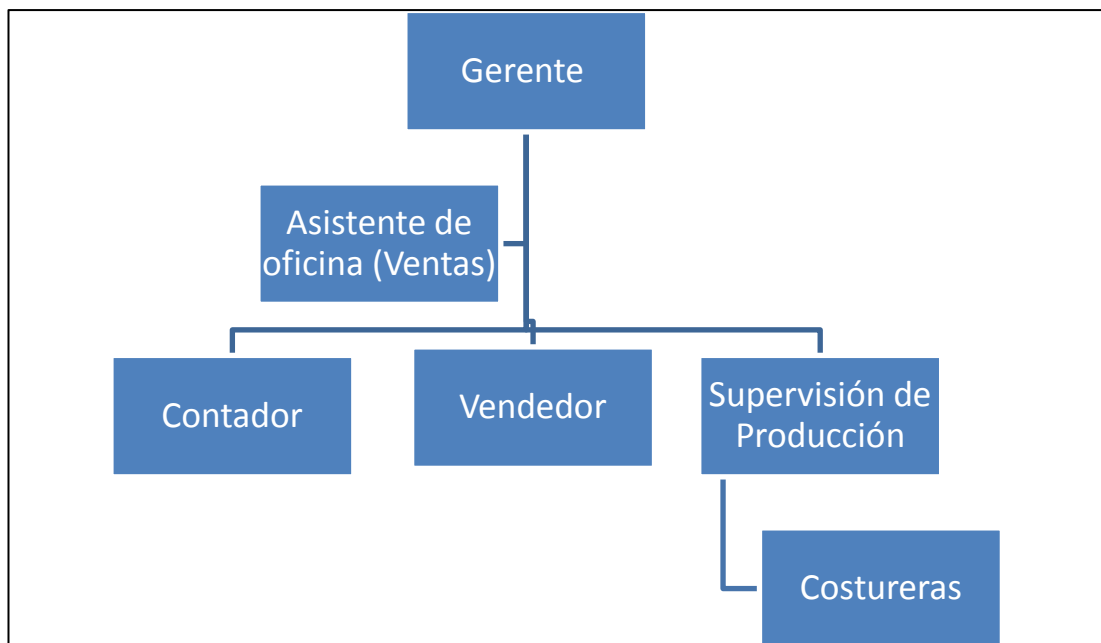 Gerente
Asistente de
oficina (Ventas)
Contador
Vendedor
Supervisión de
Producción
Costureras